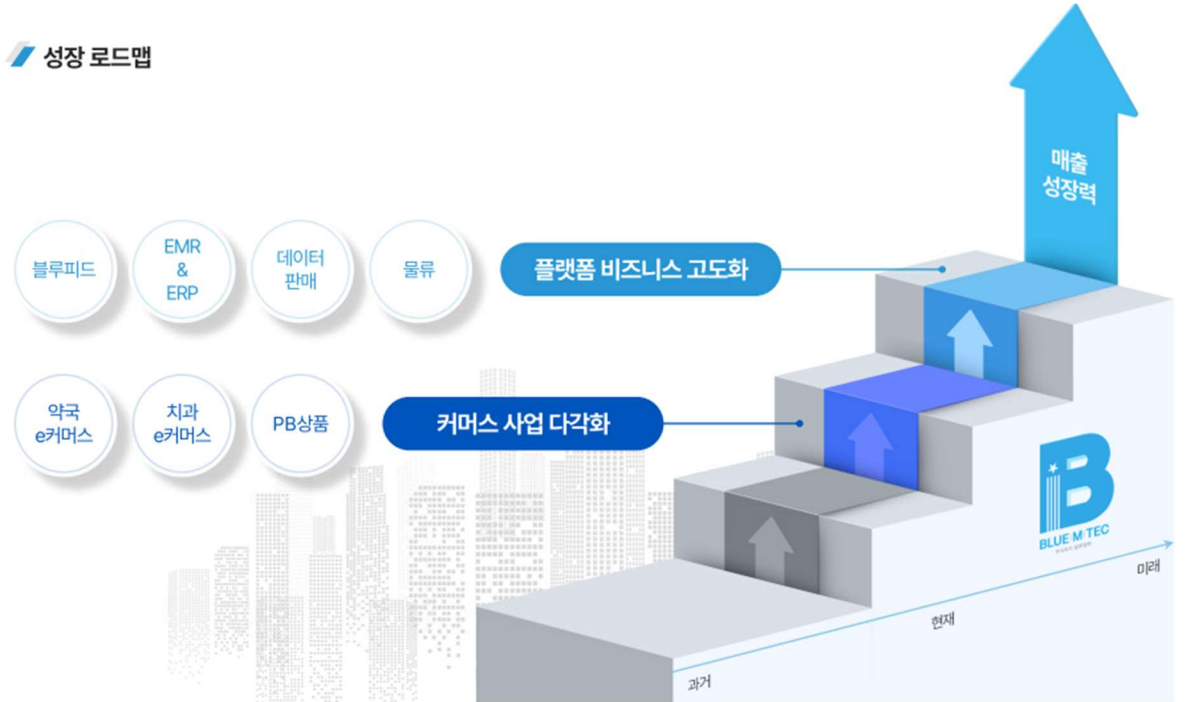 성장 로드맵
매출
성장력
블루피드
EMR
&
ERP
데이터
판매
물류
플랫폼 비즈니스 고도화
약국
e커머스
치과
e커머스
PB상품
커머스 사업 다각화
BLUE M TEC
미래
현재
과거